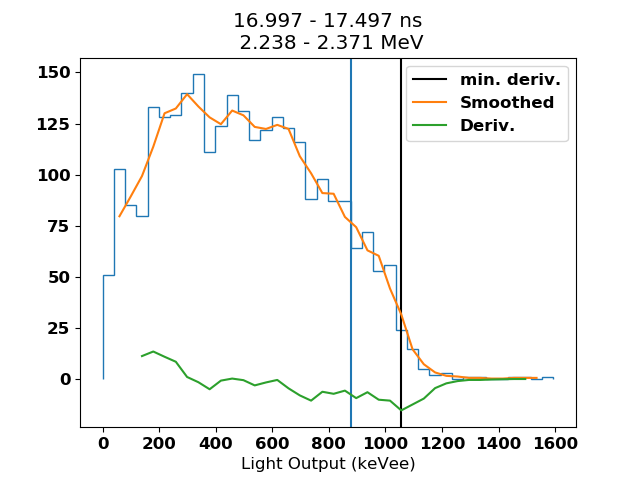 16.997 - 17.497 ns
2.238 - 2.371 MeV
min. deriv.
Smoothed
Deriv.
150
125
100
75
50
25
0
0 200 400 600 800 1000 1200 1400 1600
Light Output (keVee)